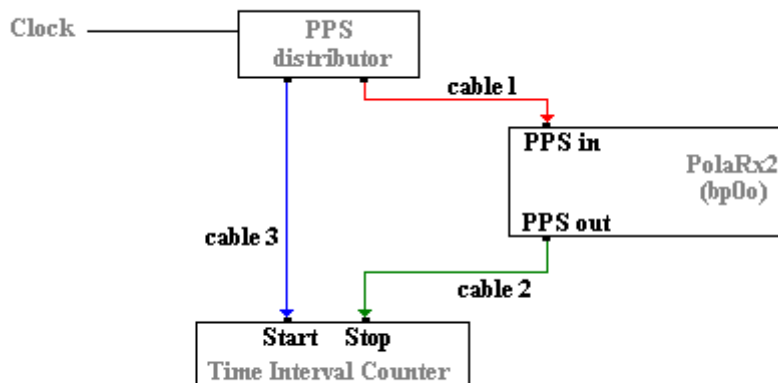 Clock
PPS
distributor
cable 1
PPS in
PolaRx2
(bp0o)
PPS out
cable 3
cable 2
Start Stop
Time Interval Counter